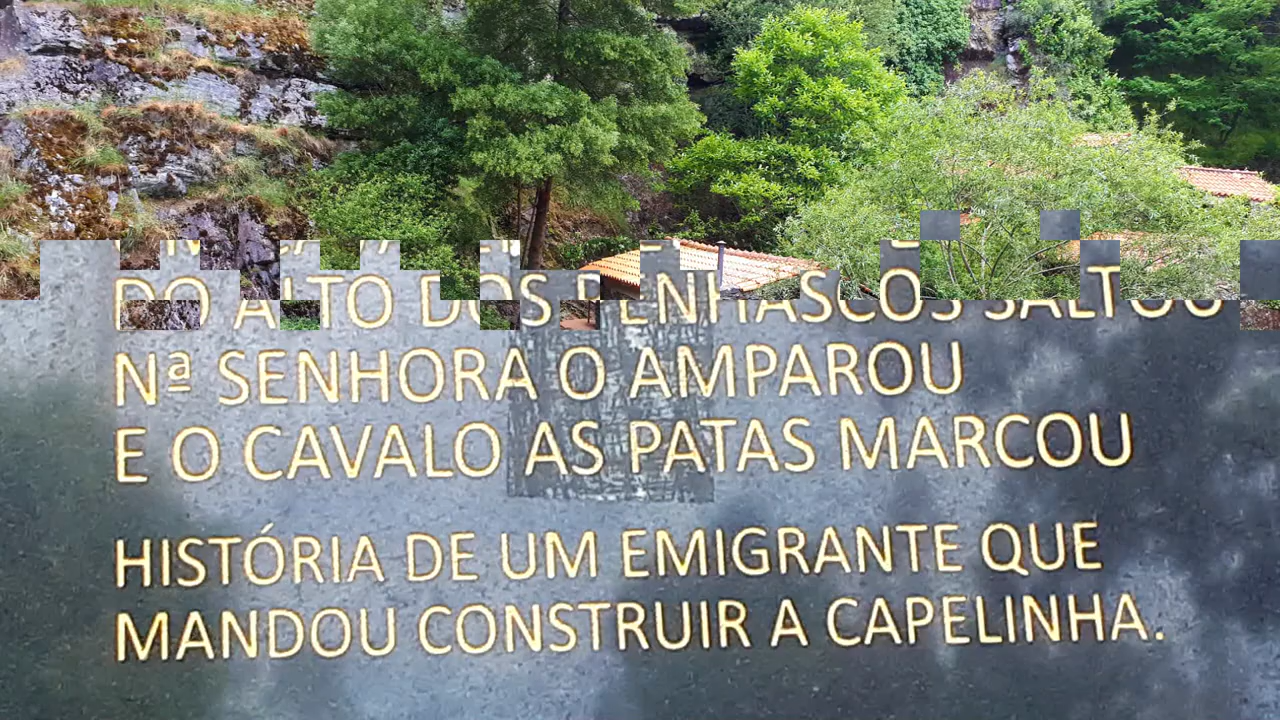 DO ALTO DOS PENHASCOS SALTOU
Nª SENHORA O AMPAROU
E O CAVALO AS PATAS MARCOU
HISTÓRIA DE UM EMIGRANTE QUE
MANDOU CONSTRUIR A CAPELINHA.